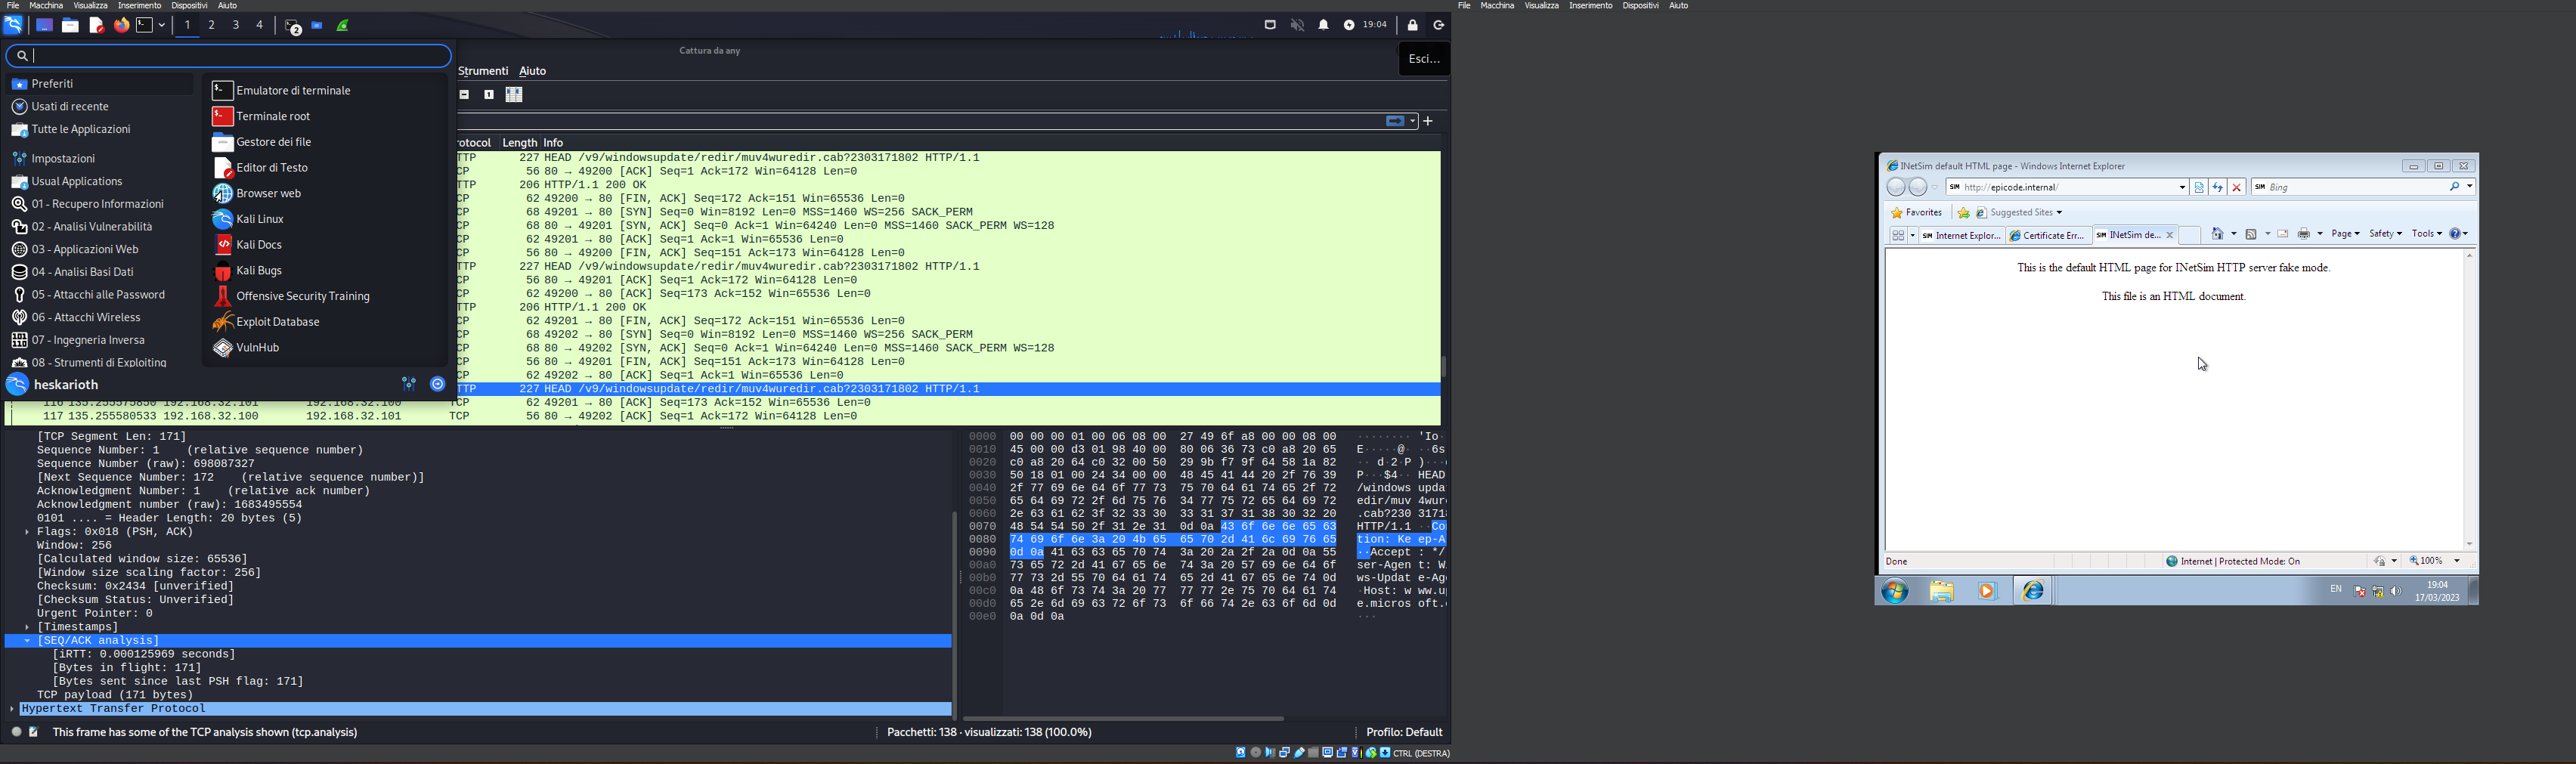 File Macchina Visualizza Inserimento Dispositivi Aiuto
1 2 3 4 2 19:04
Cattura da any
Esci...
Preferiti
Usati di recente
Tutte le Applicazioni
Impostazioni
Usual Applications
01 - Recupero Informazioni
02 - Analisi Vulnerabilità
03 - Applicazioni Web
04 - Analisi Basi Dati
05 - Attacchi alle Password
06 - Attacchi Wireless
07 - Ingegneria Inversa
08 - Strumenti di Exploiting
heskarioth
Emulatore di terminale
Terminale root
Gestore dei file
Editor di Testo
Browser web
Kali Linux
Kali Docs
Kali Bugs
Offensive Security Training
Exploit Database
VulnHub
Strumenti Aiuto
rotocol Length Info
TTP 227 HEAD /v9/windowsupdate/redir/muv4wuredir.cab?2303171802 HTTP/1.1
CP 56 80 → 49200 [ACK] Seq=1 Ack=172 Win=64128 Len=0
TTP 206 HTTP/1.1 200 OK
CP 62 49200 → 80 [FIN, ACK] Seq=172 Ack=151 Win=65536 Len=0
CP 68 49201 → 80 [SYN] Seq=0 Win=8192 Len=0 MSS=1460 WS=256 SACK_PERM
CP 68 80 → 49201 [SYN, ACK] Seq=0 Ack=1 Win=64240 Len=0 MSS=1460 SACK_PERM WS=128
CP 62 49201 → 80 [ACK] Seq=1 Ack=1 Win=65536 Len=0
CP 56 80 → 49200 [FIN, ACK] Seq=151 Ack=173 Win=64128 Len=0
TTP 227 HEAD /v9/windowsupdate/redir/muv4wuredir.cab?2303171802 HTTP/1.1
CP 56 80 → 49201 [ACK] Seq=1 Ack=172 Win=64128 Len=0
CP 62 49200 → 80 [ACK] Seq=173 Ack=152 Win=65536 Len=0
TTP 206 HTTP/1.1 200 OK
CP 62 49201 → 80 [FIN, ACK] Seq=172 Ack=151 Win=65536 Len=0
CP 68 49202 → 80 [SYN] Seq=0 Win=8192 Len=0 MSS=1460 WS=256 SACK_PERM
CP 68 80 → 49202 [SYN, ACK] Seq=0 Ack=1 Win=64240 Len=0 MSS=1460 SACK_PERM WS=128
CP 56 80 → 49201 [FIN, ACK] Seq=151 Ack=173 Win=64128 Len=0
CP 62 49202 → 80 [ACK] Seq=1 Ack=1 Win=65536 Len=0
TTP 227 HEAD /v9/windowsupdate/redir/muv4wuredir.cab?2303171802 HTTP/1.1
116 135.255575850 192.168.32.101 192.168.32.100 TCP 62 49201 → 80 [ACK] Seq=173 Ack=152 Win=65536 Len=0
117 135.255580533 192.168.32.100 192.168.32.101 TCP 56 80 → 49202 [ACK] Seq=1 Ack=172 Win=64128 Len=0
[TCP Segment Len: 171]
Sequence Number: 1 (relative sequence number)
Sequence Number (raw): 698087327
[Next Sequence Number: 172 (relative sequence number)]
Acknowledgment Number: 1 (relative ack number)
Acknowledgment number (raw): 1683495554
0101 .... = Header Length: 20 bytes (5)
Flags: 0x018 (PSH, ACK)
Window: 256
[Calculated window size: 65536]
[Window size scaling factor: 256]
Checksum: 0x2434 [unverified]
[Checksum Status: Unverified]
Urgent Pointer: 0
[Timestamps]
[SEQ/ACK analysis]
[iRTT: 0.000125969 seconds]
[Bytes in flight: 171]
[Bytes sent since last PSH flag: 171]
TCP payload (171 bytes)
Hypertext Transfer Protocol
0000 00 00 00 01 00 06 08 00 27 49 6f a8 00 00 08 00 ········ 'Io·
0010 45 00 00 d3 01 98 40 00 80 06 36 73 c0 a8 20 65 E·····@· ··6s
0020 c0 a8 20 64 c0 32 00 50 29 9b f7 9f 64 58 1a 82 ·· d·2·P )···
0030 50 18 01 00 24 34 00 00 48 45 41 44 20 2f 76 39 P···$4·· HEAD
0040 2f 77 69 6e 64 6f 77 73 75 70 64 61 74 65 2f 72 /windows upda
0050 65 64 69 72 2f 6d 75 76 34 77 75 72 65 64 69 72 edir/muv 4wur
0060 2e 63 61 62 3f 32 33 30 33 31 37 31 38 30 32 20 .cab?230 31718
0070 48 54 54 50 2f 31 2e 31 0d 0a 43 6f 6e 6e 65 63 HTTP/1.1 ··Co
0080 74 69 6f 6e 3a 20 4b 65 65 70 2d 41 6c 69 76 65 tion: Ke ep-A
0090 0d 0a 41 63 63 65 70 74 3a 20 2a 2f 2a 0d 0a 55 ··Accept : */
00a0 73 65 72 2d 41 67 65 6e 74 3a 20 57 69 6e 64 6f ser-Agen t: W
00b0 77 73 2d 55 70 64 61 74 65 2d 41 67 65 6e 74 0d ws-Updat e-Ag
00c0 0a 48 6f 73 74 3a 20 77 77 77 2e 75 70 64 61 74 ·Host: w ww.u
00d0 65 2e 6d 69 63 72 6f 73 6f 66 74 2e 63 6f 6d 0d e.micros oft.
00e0 0a 0d 0a ···
This frame has some of the TCP analysis shown (tcp.analysis) Pacchetti: 138 · visualizzati: 138 (100.0%) Profilo: Default
CTRL (DESTRA)
File Macchina Visualizza Inserimento Dispositivi Aiuto
INetSim default HTML page - Windows Internet Explorer
SIM http://epicode.internal/ SIM Bing
Favorites Suggested Sites
SIM Internet Explor... Certificate Err... SIM INetSim de... Page Safety Tools
This is the default HTML page for INetSim HTTP server fake mode.
This file is an HTML document.
Done Internet | Protected Mode: On 100%
EN 19:04
17/03/2023